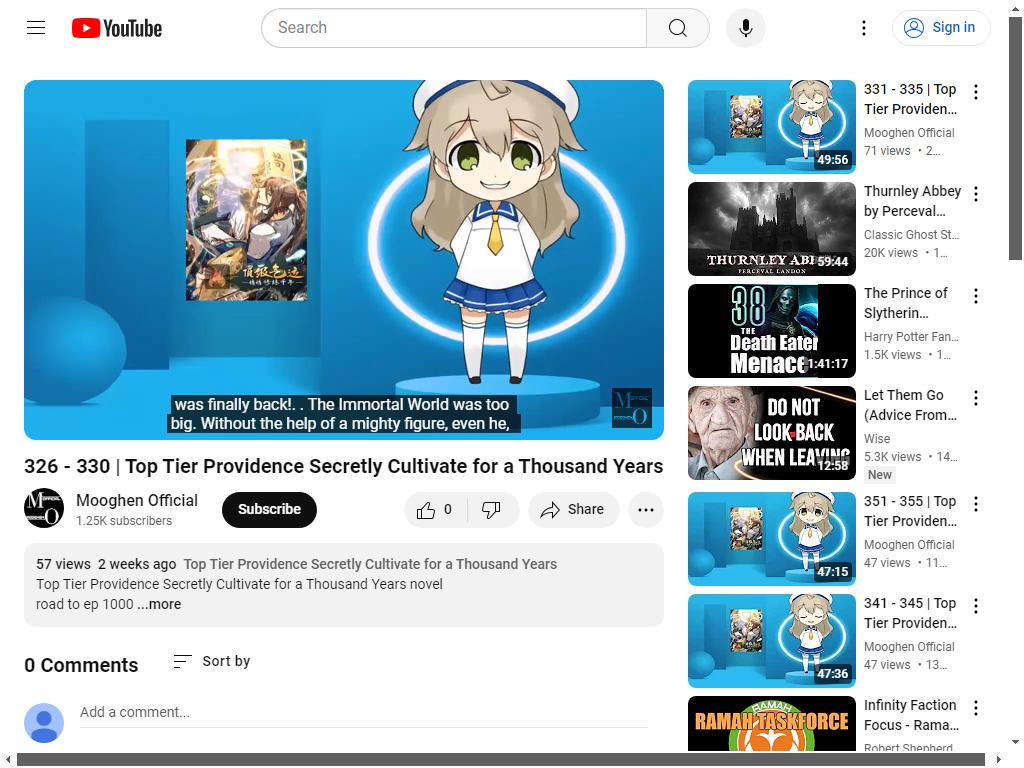 YouTube
Search
Sign in
was finally back!. . The Immortal World was too
big. Without the help of a mighty figure, even he,
326 - 330 | Top Tier Providence Secretly Cultivate for a Thousand Years
Mooghen Official
1.25K subscribers
Subscribe
0
Share
57 views 2 weeks ago Top Tier Providence Secretly Cultivate for a Thousand Years
Top Tier Providence Secretly Cultivate for a Thousand Years novel
road to ep 1000 ...more
0 Comments
Sort by
Add a comment...
49:56
331 - 335 | Top
Tier Providen...
Mooghen Official
71 views • 2...
THURNLEY
PERCEVAL LANDON
59:44
Thurnley Abbey
by Perceval...
Classic Ghost St...
20K views • 1...
38
THE
Death Eater
Menace
1:41:17
The Prince of
Slytherin...
Harry Potter Fan...
1.5K views • 1...
DO NOT
LOOK BACK
WHEN LEAVING
12:58
Let Them Go
(Advice From...
Wise
5.3K views • 14...
New
47:15
351 - 355 | Top
Tier Providen...
Mooghen Official
47 views • 11...
47:36
341 - 345 | Top
Tier Providen...
Mooghen Official
47 views • 13...
RAMAH
RAMAH TASKFORCE
Infinity Faction
Focus - Rama...
Robert Shepherd